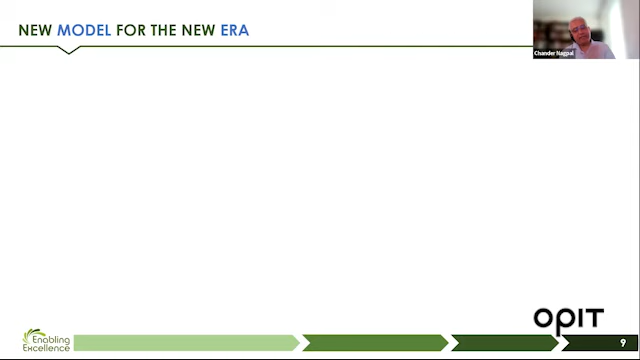 NEW MODEL FOR THE NEW ERA
Chander Nagpal
OPIT
Enabling
Excellence
9